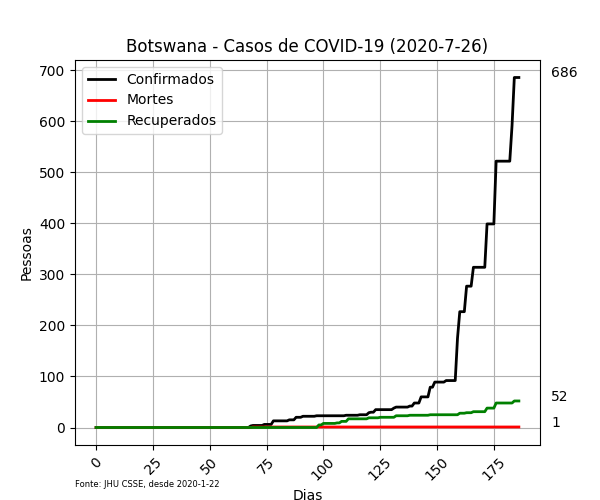 Botswana - Casos de COVID-19 (2020-7-26)
Confirmados
Mortes
Recuperados
Pessoas
700
600
500
400
300
200
100
0
686
52
1
0 25 50 75 100 125 150 175
Fonte: JHU CSSE, desde 2020-1-22
Dias